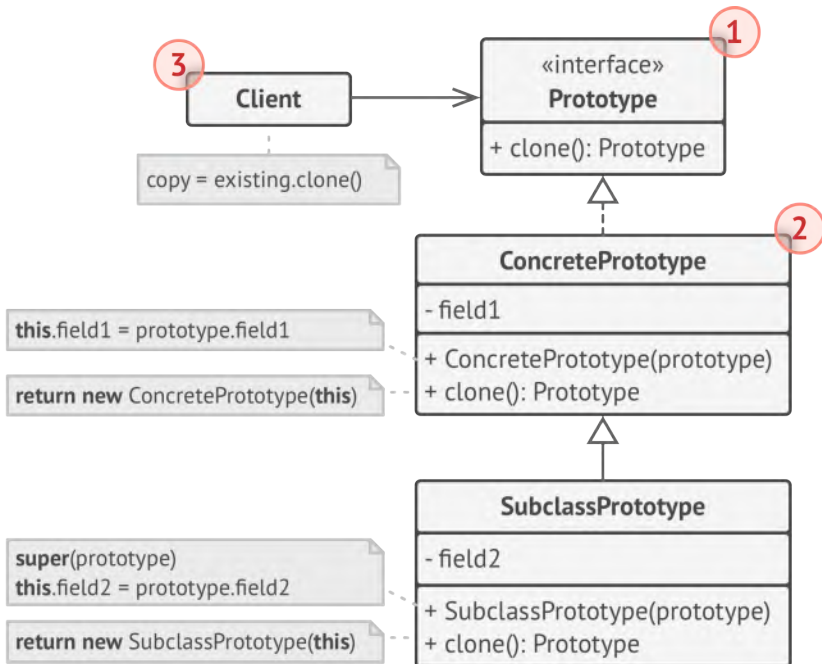 1
«interface»
Prototype
+ clone(): Prototype
3
Client
copy = existing.clone()
2
ConcretePrototype
- field1
+ ConcretePrototype(prototype)
+ clone(): Prototype
this.field1 = prototype.field1
return new ConcretePrototype(this)
SubclassPrototype
- field2
+ SubclassPrototype(prototype)
+ clone(): Prototype
super(prototype)
this.field2 = prototype.field2
return new SubclassPrototype(this)